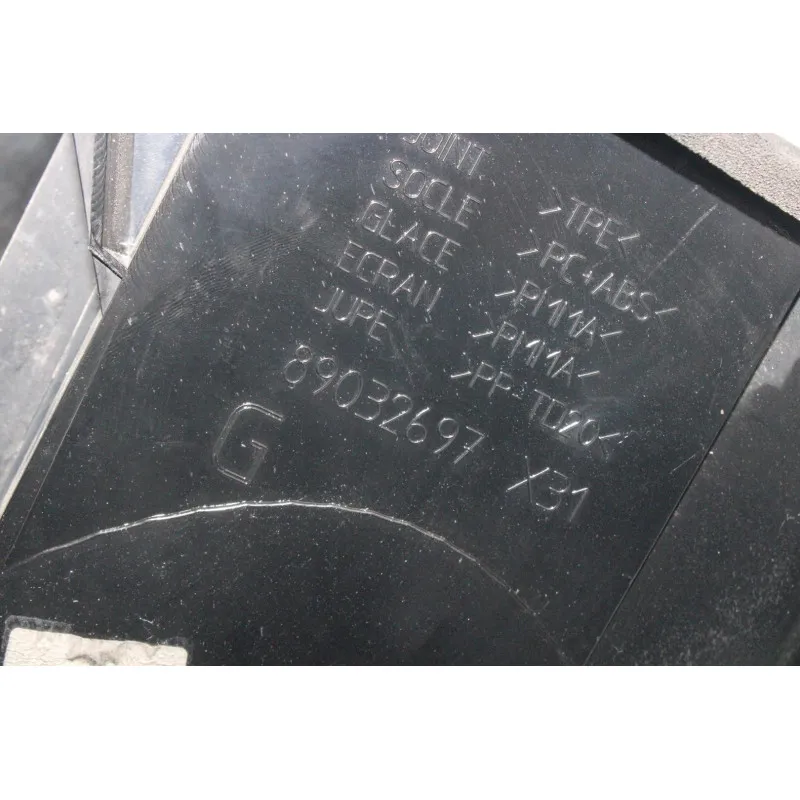 JOINT >TPE<
SOCLE >PC+ABS<
GLACE >PMMA<
ECRAN >PMMA<
JUPE >PP-TD20<
89032697 X31
G